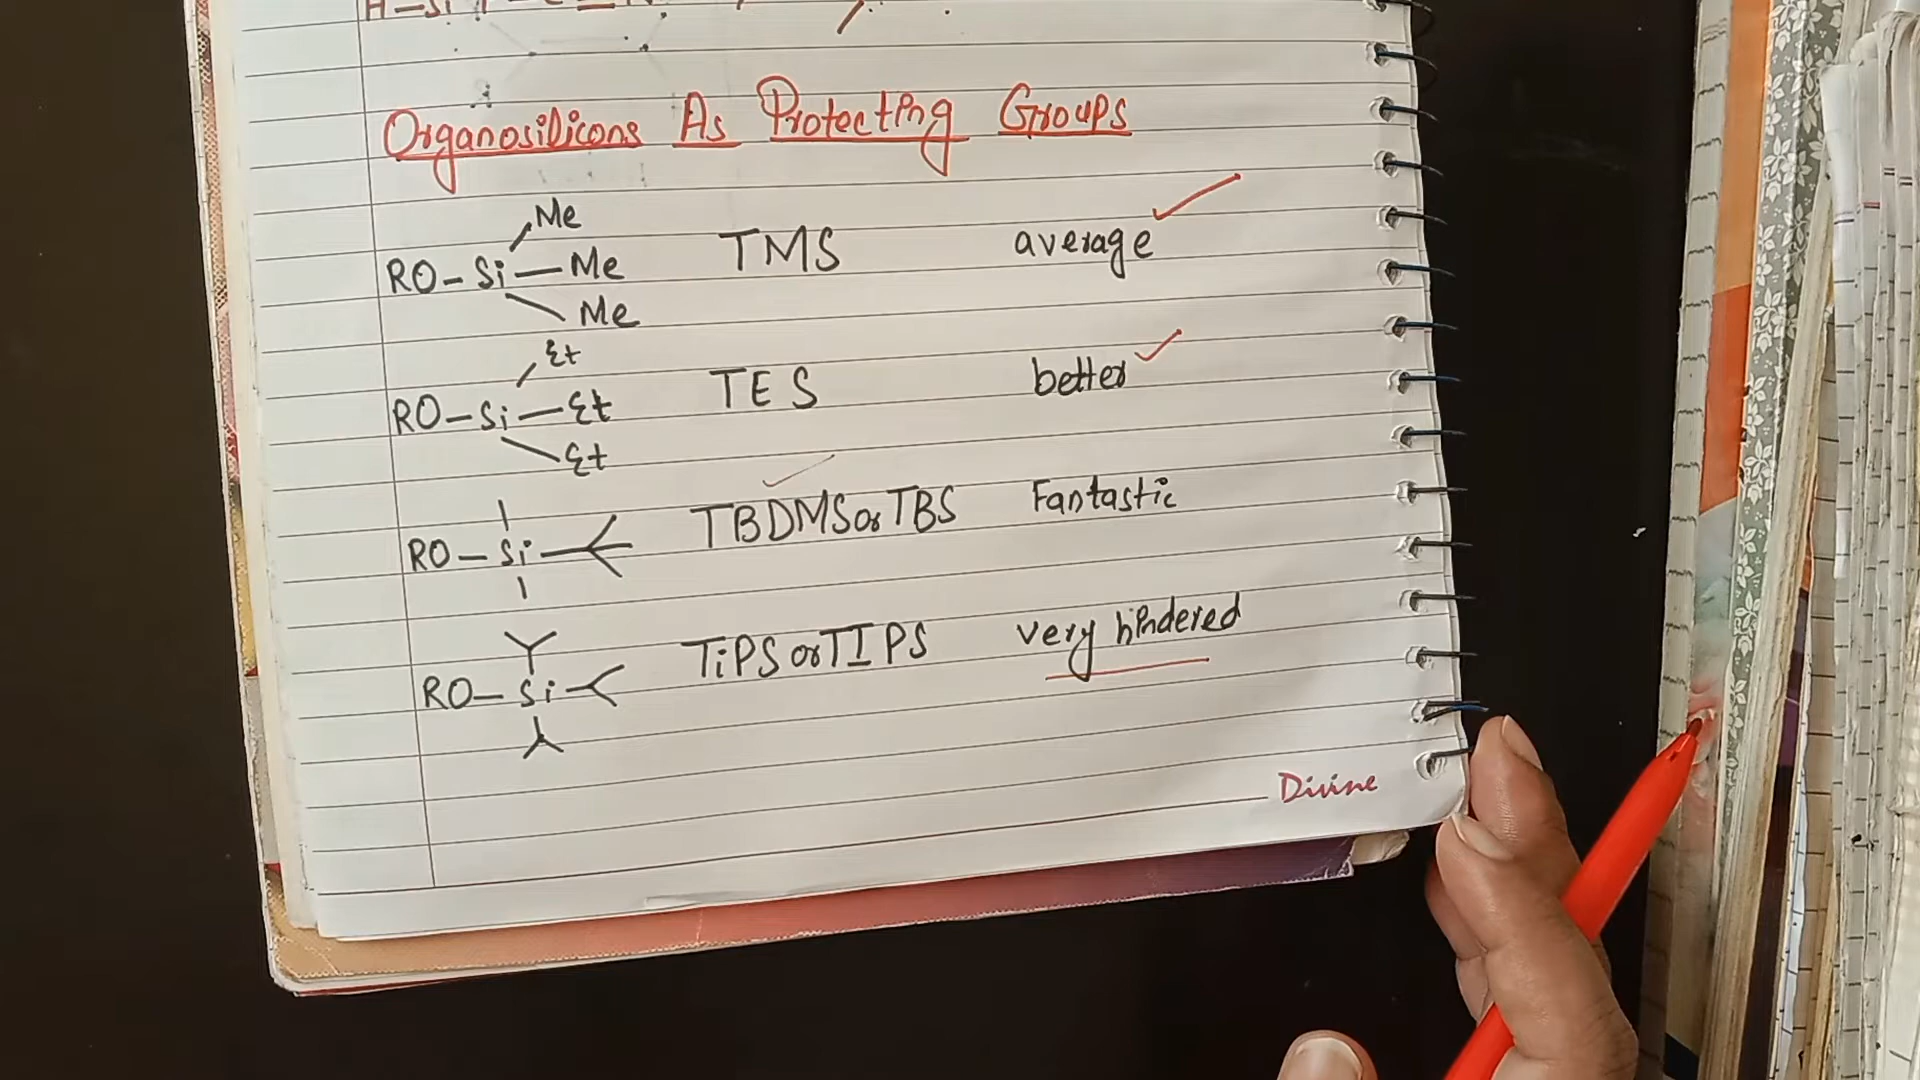 Organosilicons As Protecting Groups
Me
RO-Si-Me TMS average
Me
Et
RO-Si-Et TES better
Et
RO-Si TBDMS or TBS Fantastic
RO-Si TiPS or TIPS very hindered
Divine